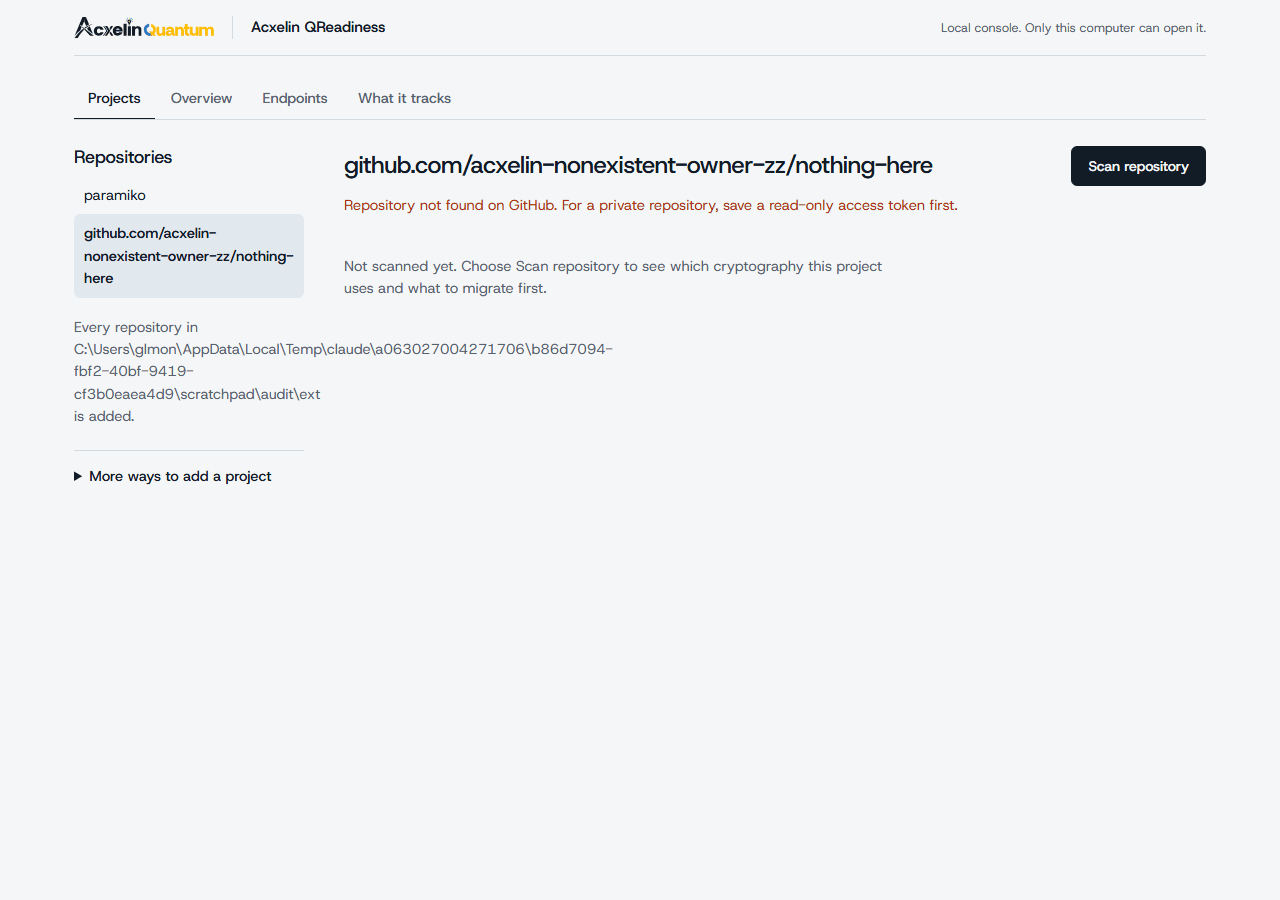 Acxelin Quantum
Acxelin QReadiness
Local console. Only this computer can open it.
Projects
Overview
Endpoints
What it tracks
Repositories
paramiko
github.com/acxelin-
nonexistent-owner-zz/nothing-
here
Every repository in
C:\Users\glmon\AppData\Local\Temp\claude\a063027004271706\b86d7094-
fbf2-40bf-9419-
cf3b0eaea4d9\scratchpad\audit\ext
is added.
More ways to add a project
github.com/acxelin-nonexistent-owner-zz/nothing-here
Scan repository
Repository not found on GitHub. For a private repository, save a read-only access token first.
Not scanned yet. Choose Scan repository to see which cryptography this project
uses and what to migrate first.